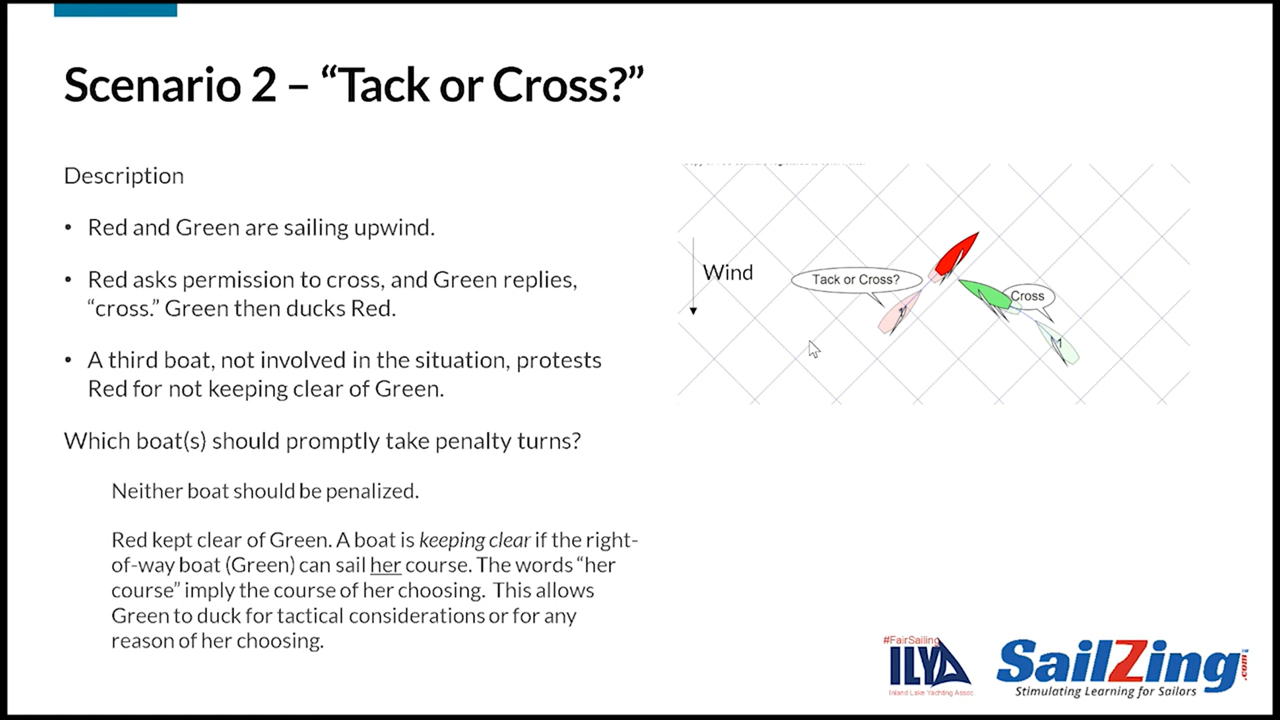 Scenario 2 – “Tack or Cross?”
Description
• Red and Green are sailing upwind.
• Red asks permission to cross, and Green replies,
“cross.” Green then ducks Red.
• A third boat, not involved in the situation, protests
Red for not keeping clear of Green.
Which boat(s) should promptly take penalty turns?
Neither boat should be penalized.
Red kept clear of Green. A boat is keeping clear if the right-
of-way boat (Green) can sail her course. The words “her
course” imply the course of her choosing. This allows
Green to duck for tactical considerations or for any
reason of her choosing.
Wind
Tack or Cross?
Cross
1
1
#FairSailing
ILYA
Inland Lake Yachting Assoc
SailZing.com
Stimulating Learning for Sailors